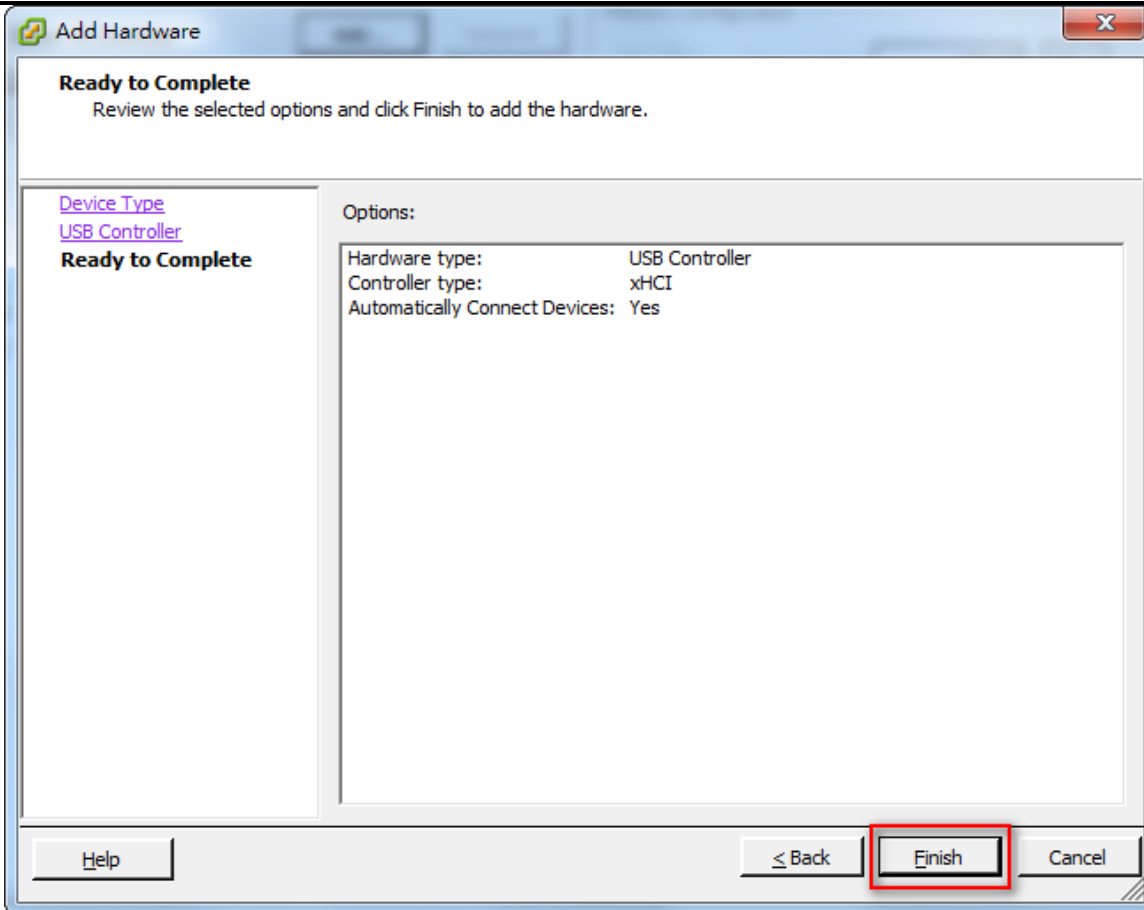 Add Hardware
Ready to Complete
Review the selected options and click Finish to add the hardware.
Device Type
USB Controller
Ready to Complete
Options:
Hardware type: USB Controller
Controller type: xHCI
Automatically Connect Devices: Yes
Help
< Back
Finish
Cancel